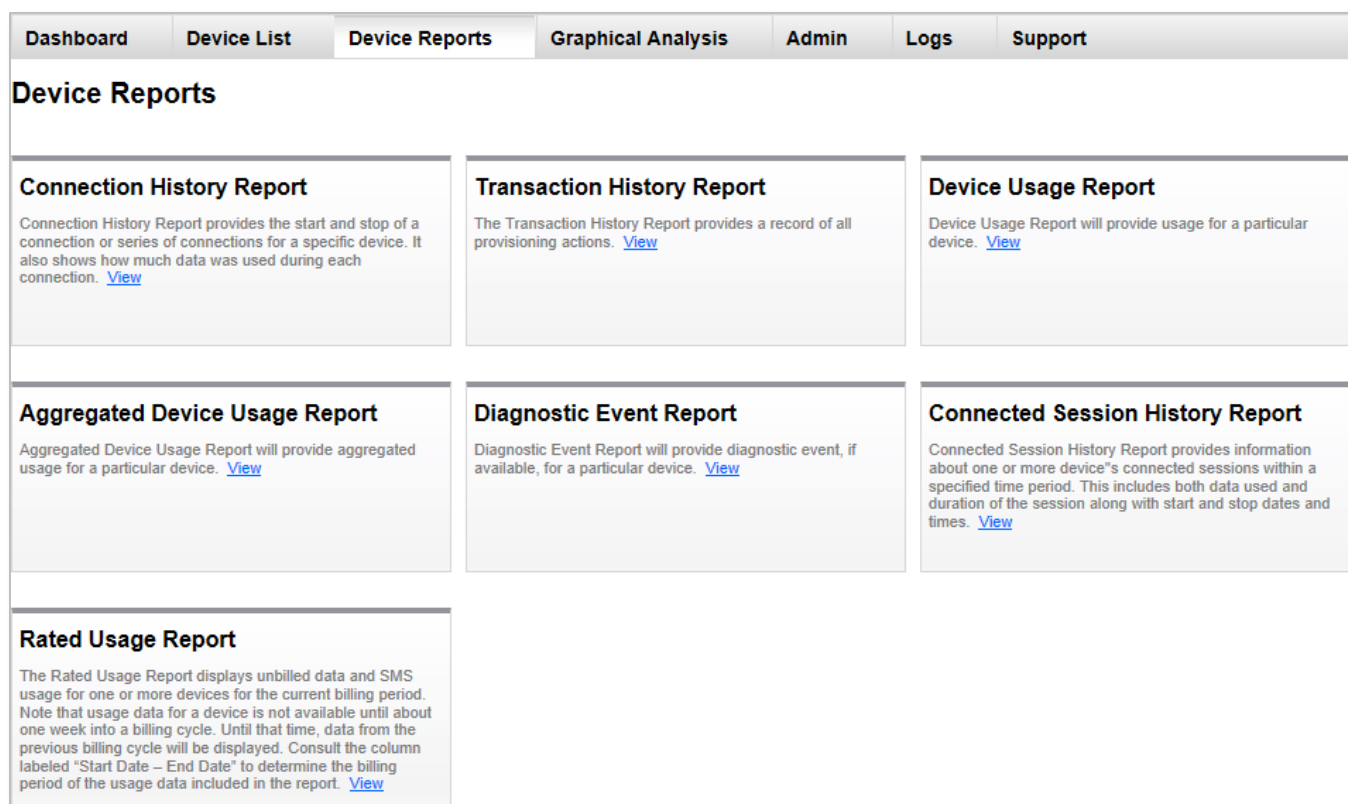 Dashboard Device List Device Reports Graphical Analysis Admin Logs Support
Device Reports
Connection History Report
Connection History Report provides the start and stop of a
connection or series of connections for a specific device. It
also shows how much data was used during each
connection. View
Transaction History Report
The Transaction History Report provides a record of all
provisioning actions. View
Device Usage Report
Device Usage Report will provide usage for a particular
device. View
Aggregated Device Usage Report
Aggregated Device Usage Report will provide aggregated
usage for a particular device. View
Diagnostic Event Report
Diagnostic Event Report will provide diagnostic event, if
available, for a particular device. View
Connected Session History Report
Connected Session History Report provides information
about one or more device"s connected sessions within a
specified time period. This includes both data used and
duration of the session along with start and stop dates and
times. View
Rated Usage Report
The Rated Usage Report displays unbilled data and SMS
usage for one or more devices for the current billing period.
Note that usage data for a device is not available until about
one week into a billing cycle. Until that time, data from the
previous billing cycle will be displayed. Consult the column
labeled “Start Date – End Date” to determine the billing
period of the usage data included in the report. View